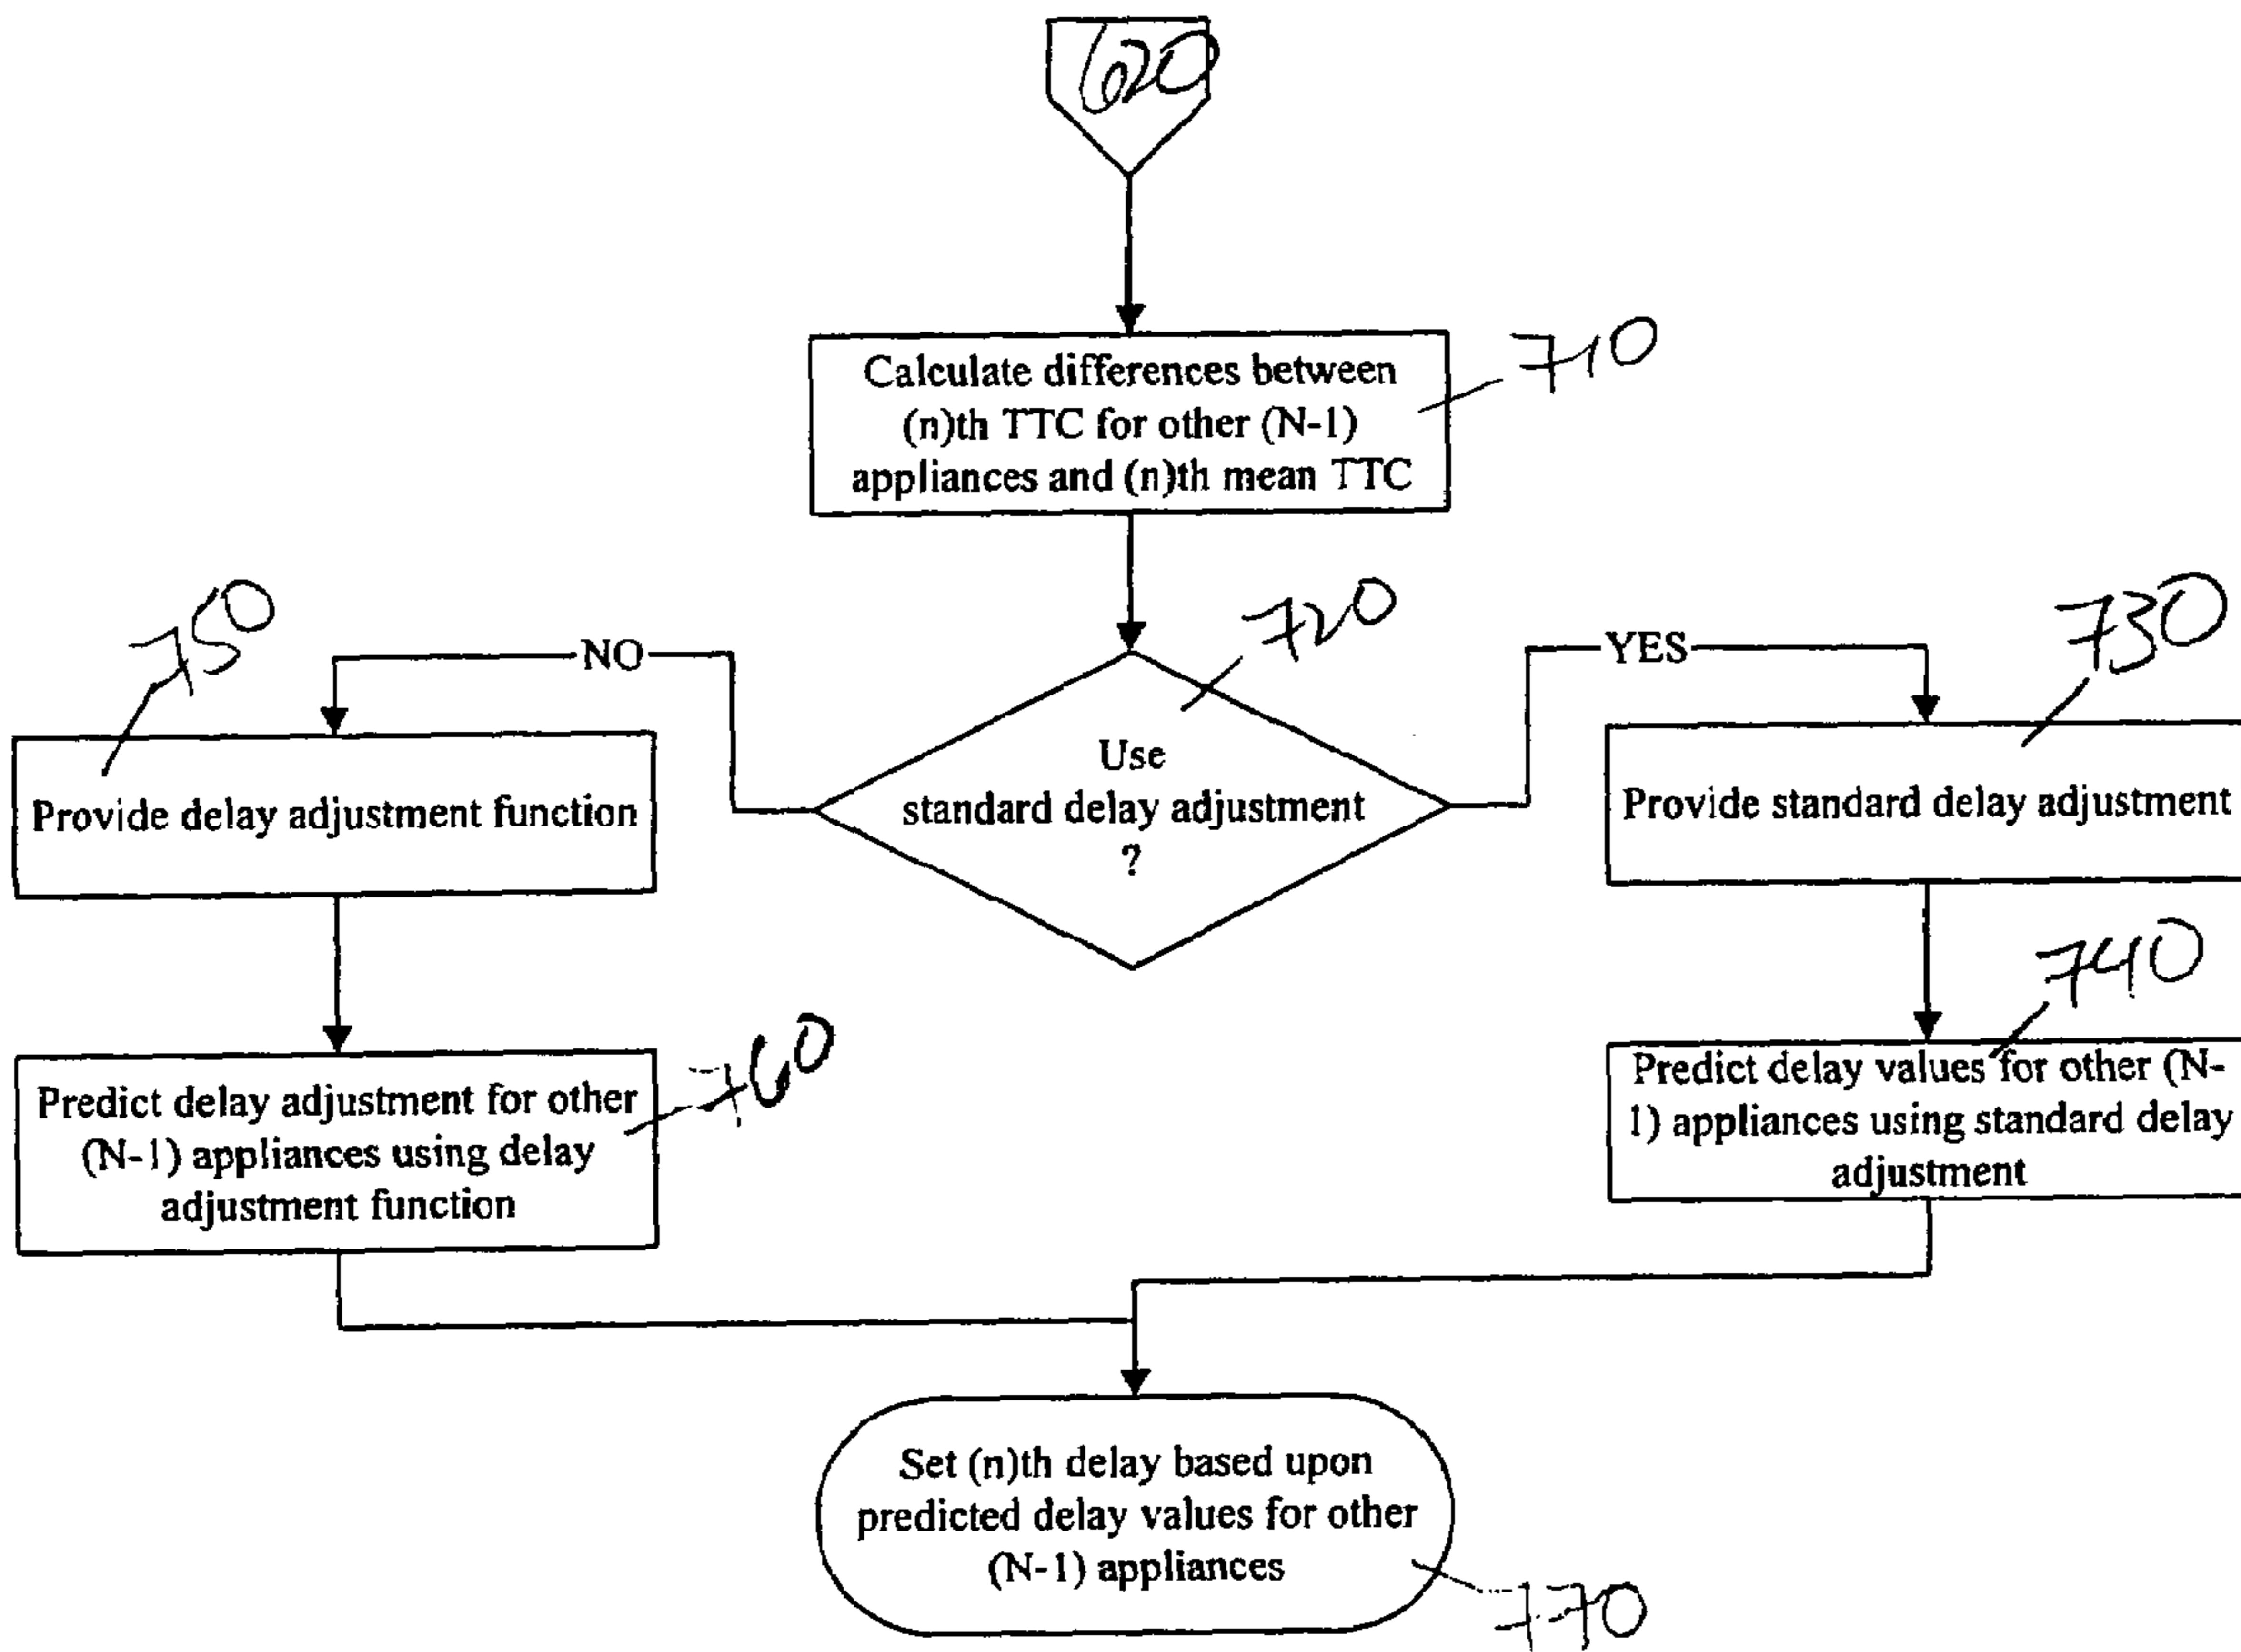 620
Calculate differences between
(n)th TTC for other (N-1)
appliances and (n)th mean TTC
710
720
750
730
NO
YES
Use
standard delay adjustment
?
Provide delay adjustment function
Provide standard delay adjustment
740
760
Predict delay adjustment for other
(N-1) appliances using delay
adjustment function
Predict delay values for other (N-
1) appliances using standard delay
adjustment
Set (n)th delay based upon
predicted delay values for other
(N-1) appliances
770